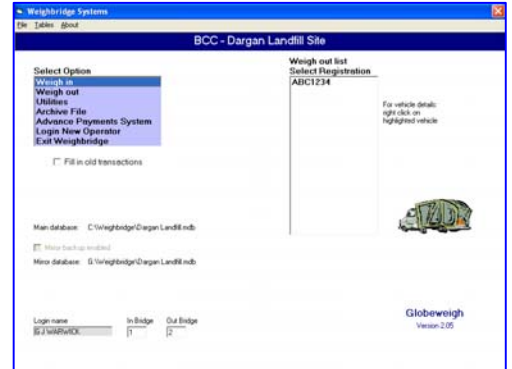 Weighbridge Systems
File Tables About
BCC - Dargan Landfill Site
Select Option
Weigh in
Weigh out
Utilities
Archive File
Advance Payments System
Login New Operator
Exit Weighbridge
Fill in old transactions
Weigh out list
Select Registration
ABC1234
For vehicle details:
right click on
highlighted vehicle
Main database: C:\Weighbridge\Dargan Landfill.mdb
Mirror backup enabled
Mirror database: G:\Weighbridge\Dargan Landfill.mdb
Login name In Bridge Out Bridge
G J WARWICK 1 2
Globeweigh
Version 2.05